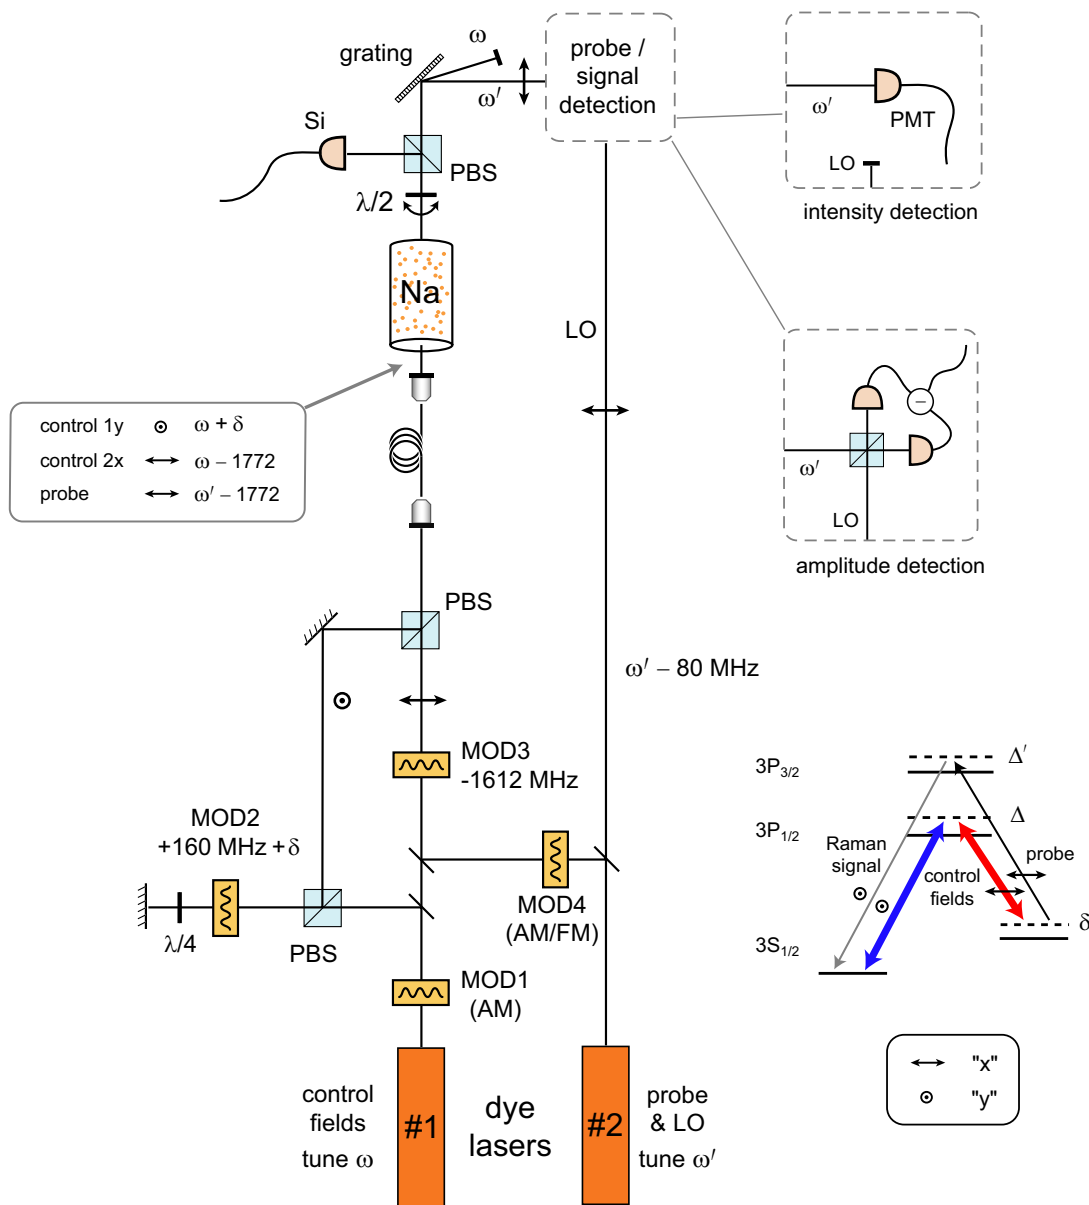 grating
ω
ω′
probe /
signal
detection
ω′
PMT
LO
intensity detection
Si
PBS
λ/2
Na
LO
control 1y ω + δ
control 2x ω – 1772
probe ω′ – 1772
–
ω′
LO
amplitude detection
PBS
ω′ – 80 MHz
MOD3
-1612 MHz
MOD2
+160 MHz +δ
λ/4
PBS
MOD4
(AM/FM)
MOD1
(AM)
3P3/2
Δ′
3P1/2
Δ
Raman
signal
control
fields
probe
δ
3S1/2
control
fields
tune ω
#1
dye
lasers
#2
probe
& LO
tune ω′
"x"
"y"